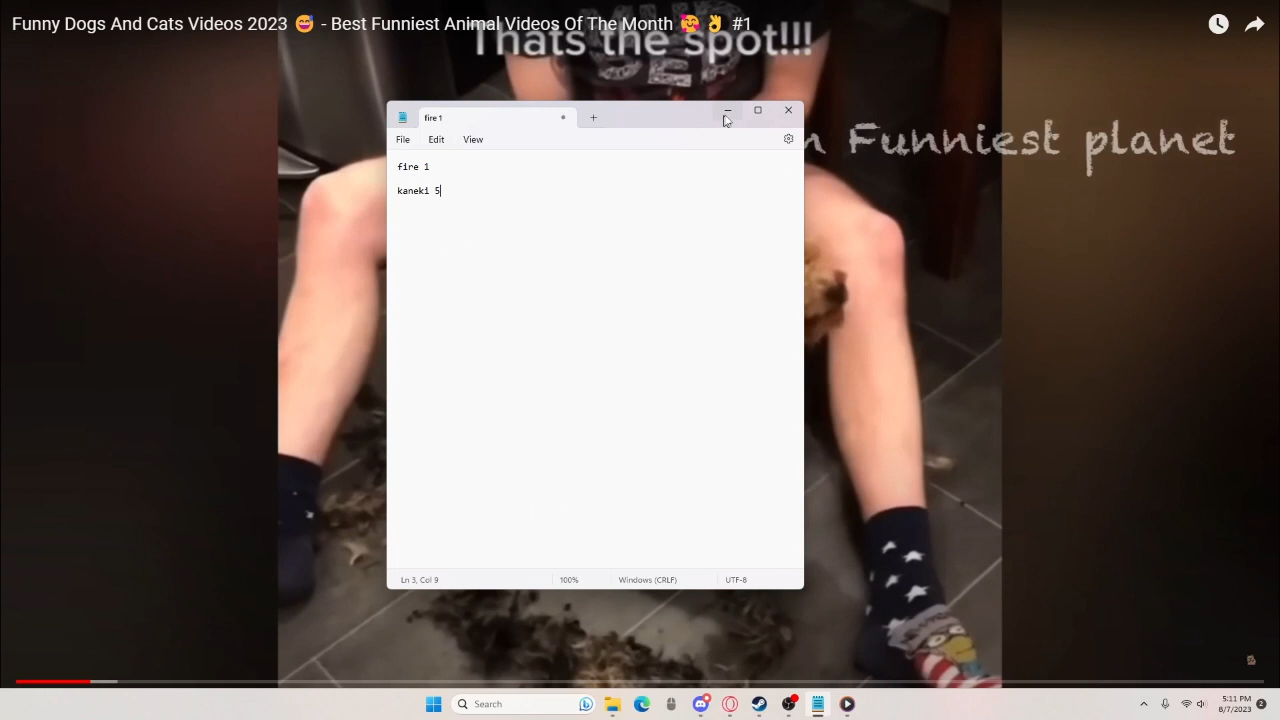 Funny Dogs And Cats Videos 2023 😅 - Best Funniest Animal Videos Of The Month 🥰 👌 #1
Thats the spot!!!
fire 1
File Edit View
n Funniest planet
fire 1
kaneki 5
Ln 3, Col 9
100%
Windows (CRLF)
UTF-8
Search
5:11 PM
8/7/2023
2